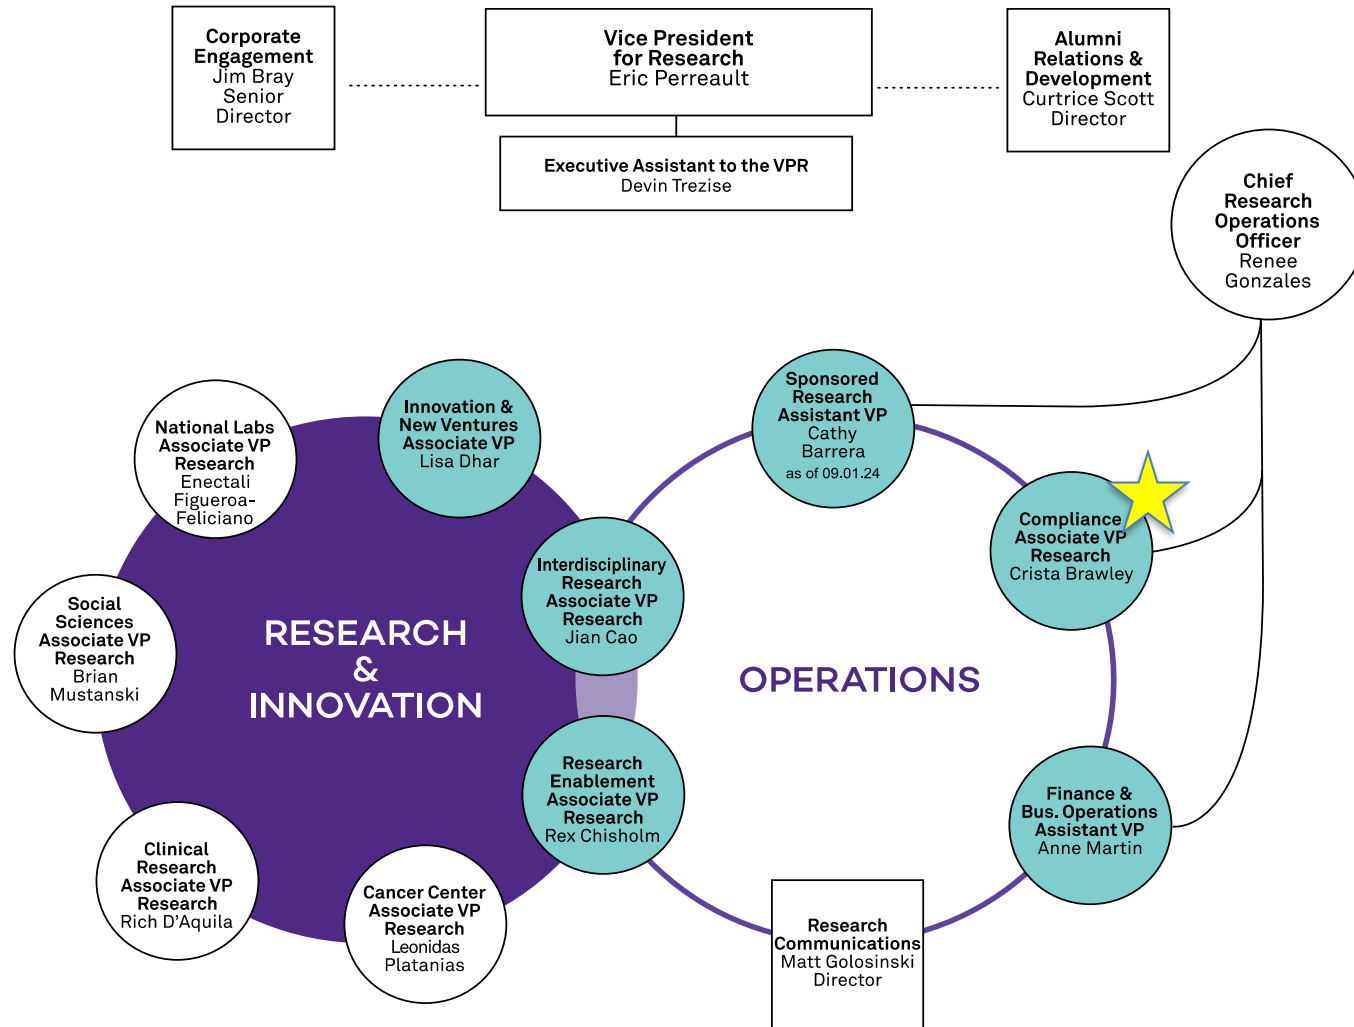 Corporate
Engagement
Jim Bray
Senior
Director
Vice President
for Research
Eric Perreault
Alumni
Relations &
Development
Curtrice Scott
Director
Executive Assistant to the VPR
Devin Trezise
Chief
Research
Operations
Officer
Renee
Gonzales
National Labs
Associate VP
Research
Enectali
Figueroa-
Feliciano
Innovation &
New Ventures
Associate VP
Lisa Dhar
Sponsored
Research
Assistant VP
Cathy
Barrera
as of 09.01.24
Compliance
Associate VP
Research
Crista Brawley
Interdisciplinary
Research
Associate VP
Research
Jian Cao
Social
Sciences
Associate VP
Research
Brian
Mustanski
RESEARCH
&
INNOVATION
OPERATIONS
Research
Enablement
Associate VP
Research
Rex Chisholm
Finance &
Bus. Operations
Assistant VP
Anne Martin
Clinical
Research
Associate VP
Research
Rich D'Aquila
Cancer Center
Associate VP
Research
Leonidas
Platanias
Research
Communications
Matt Golosinski
Director